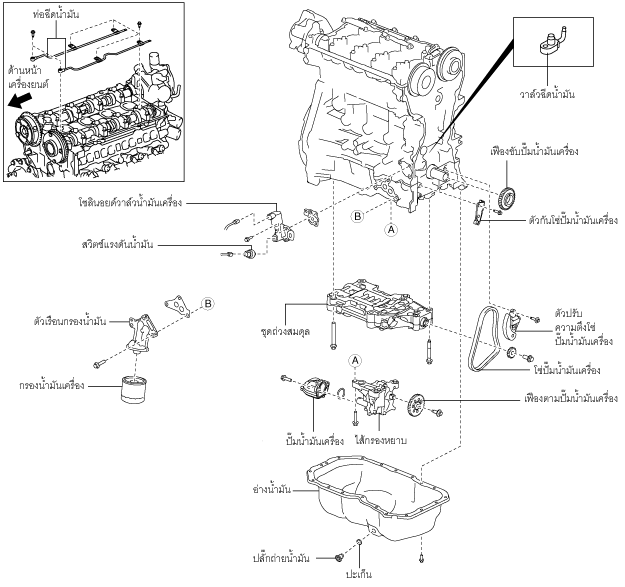 ท่อฉีดน้ำมัน
ด้านหน้า
เครื่องยนต์
วาล์วฉีดน้ำมัน
เฟืองขับปั๊มน้ำมันเครื่อง
โซลินอยด์วาล์วน้ำมันเครื่อง
B
A
ตัวกันโซ่ปั๊มน้ำมันเครื่อง
สวิตช์แรงดันน้ำมัน
B
ตัวเรือนกรองน้ำมัน
ชุดถ่วงสมดุล
ตัวปรับ
ความตึงโซ่
ปั๊มน้ำมันเครื่อง
A
โซ่ปั๊มน้ำมันเครื่อง
กรองน้ำมันเครื่อง
เฟืองตามปั๊มน้ำมันเครื่อง
ปั๊มน้ำมันเครื่อง
ไส้กรองหยาบ
อ่างน้ำมัน
ปลั๊กถ่ายน้ำมัน
ปะเก็น